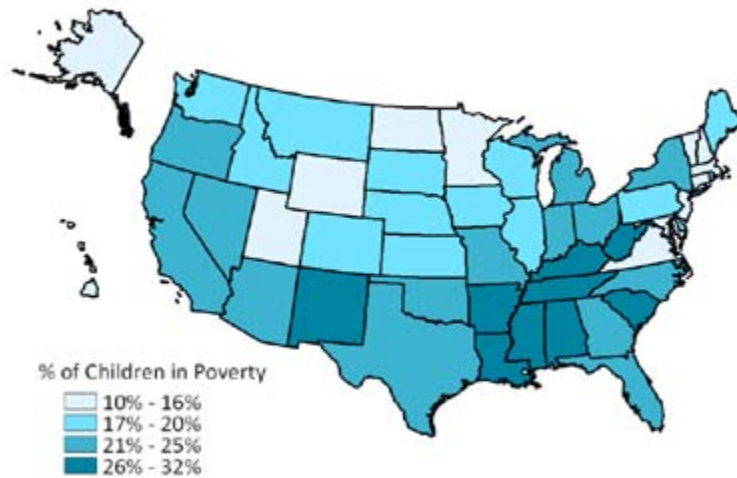 % of Children in Poverty
10% - 16%
17% - 20%
21% - 25%
26% - 32%